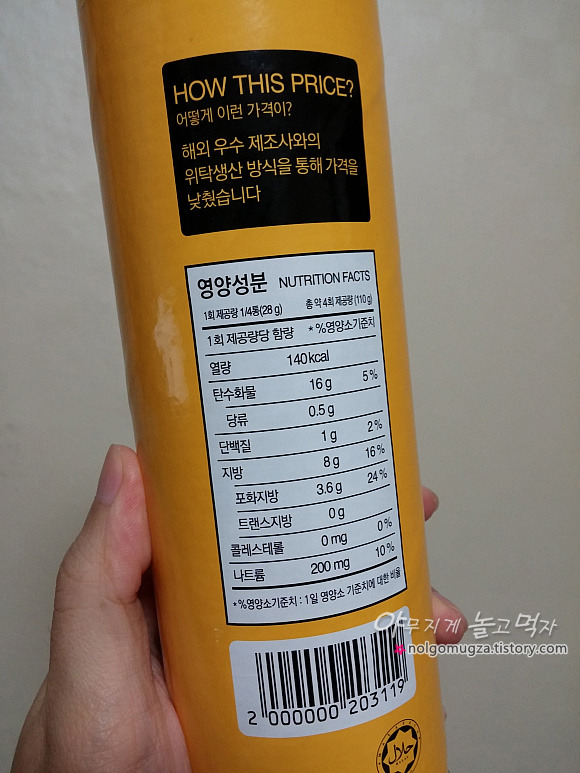 HOW THIS PRICE?
어떻게 이런 가격이?
해외 우수 제조사와의
위탁생산 방식을 통해 가격을
낮췄습니다
영양성분 NUTRITION FACTS
1회 제공량 1/4통(28 g) 총 약 4회 제공량 (110 g)
1회 제공량당 함량 *%영양소기준치
열량 140 kcal
탄수화물 16 g 5 %
당류 0.5 g
단백질 1 g 2 %
지방 8 g 16 %
포화지방 3.6 g 24 %
트랜스지방 0 g
콜레스테롤 0 mg 0 %
나트륨 200 mg 10 %
*%영양소기준치 : 1일 영양소 기준치에 대한 비율
야무지게 놀고먹자
nolgomugza.tistory.com
2 000000 203119
حلال